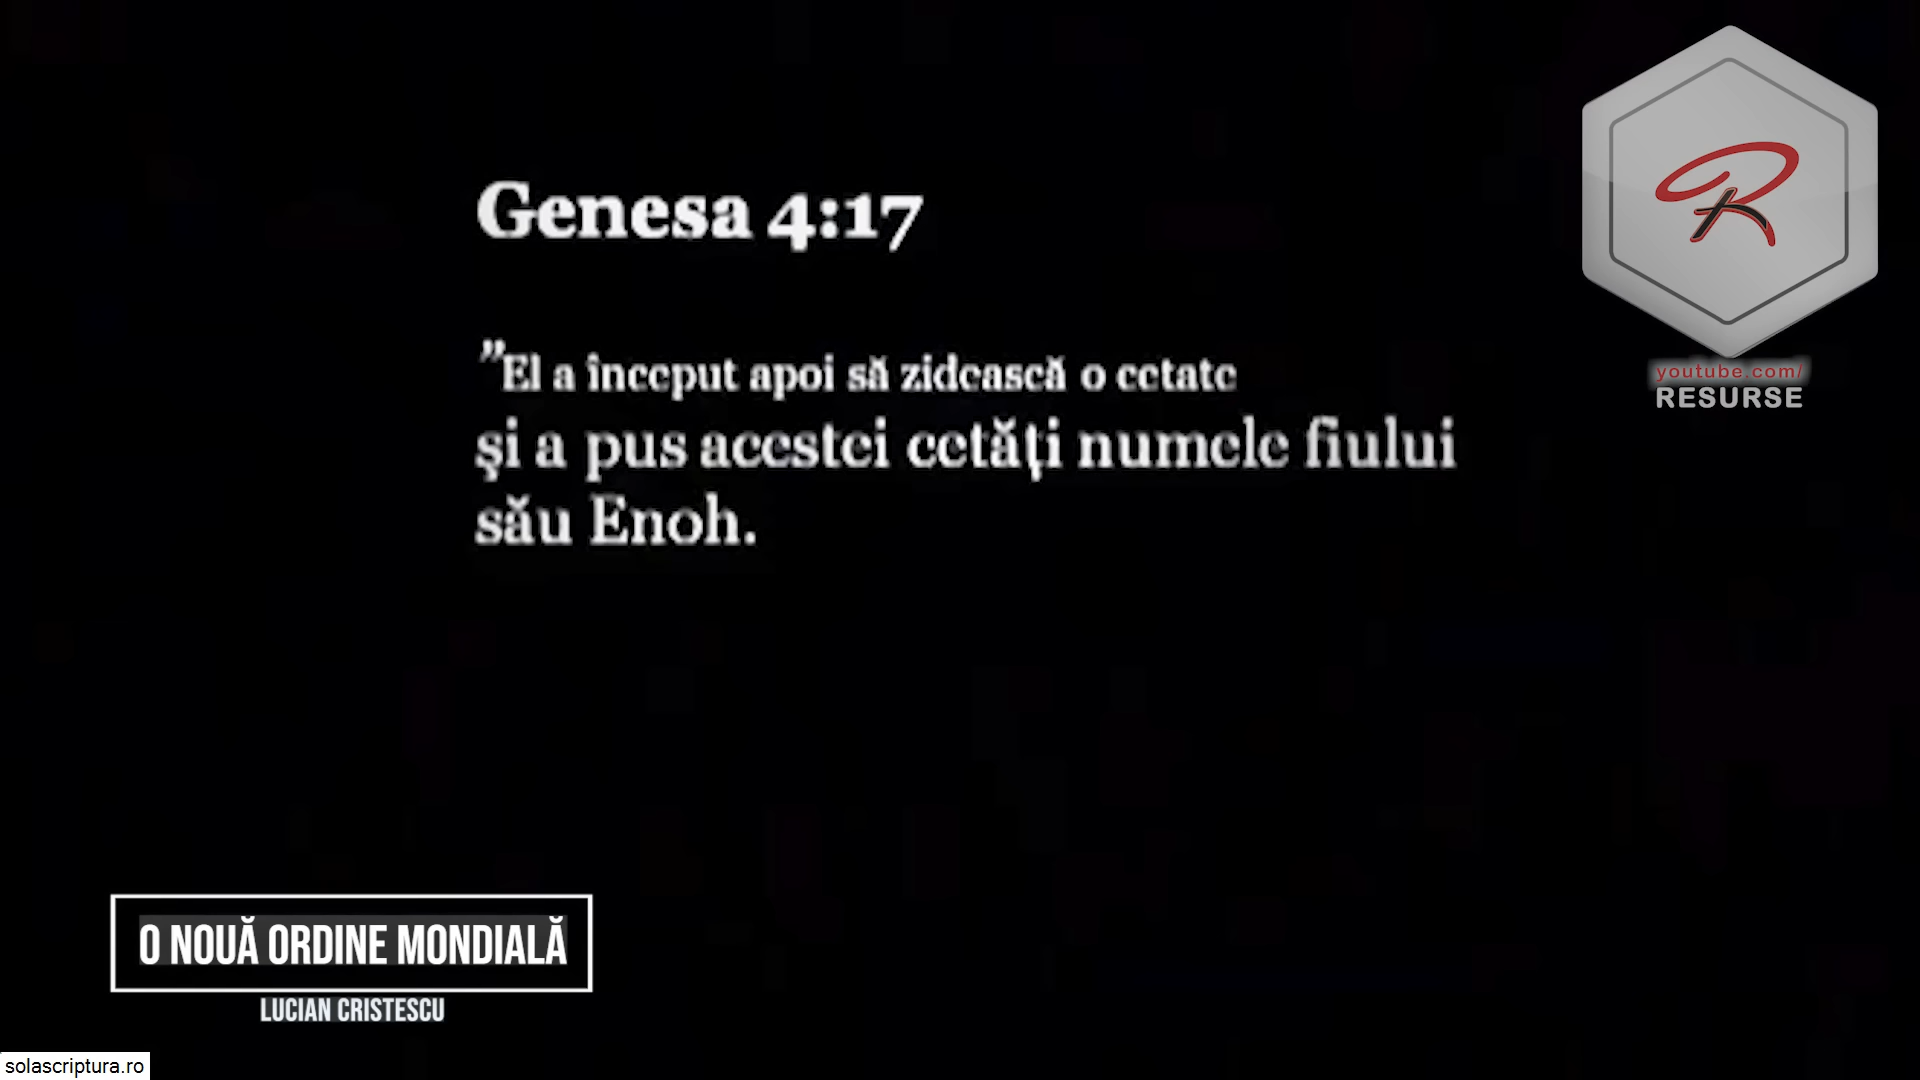 Genesa 4:17
”El a început apoi să zidească o cetate
şi a pus acestei cetăţi numele fiului
său Enoh.
youtube.com/
RESURSE
O NOUĂ ORDINE MONDIALĂ
LUCIAN CRISTESCU
solascriptura.ro